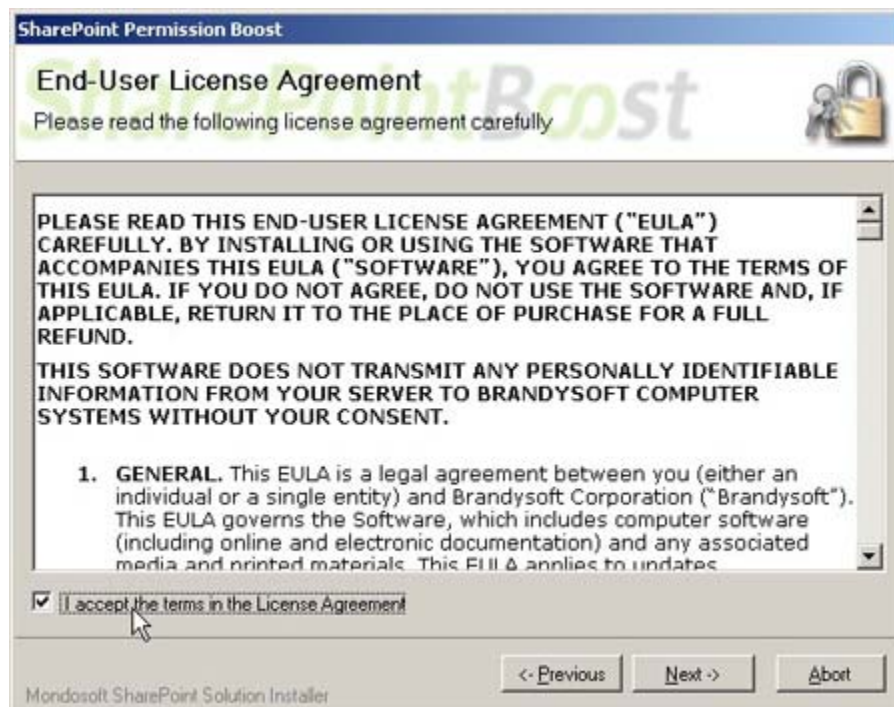 SharePoint Permission Boost
SharePointBoost
End-User License Agreement
Please read the following license agreement carefully
PLEASE READ THIS END-USER LICENSE AGREEMENT ("EULA")
CAREFULLY. BY INSTALLING OR USING THE SOFTWARE THAT
ACCOMPANIES THIS EULA ("SOFTWARE"), YOU AGREE TO THE TERMS OF
THIS EULA. IF YOU DO NOT AGREE, DO NOT USE THE SOFTWARE AND, IF
APPLICABLE, RETURN IT TO THE PLACE OF PURCHASE FOR A FULL
REFUND.
THIS SOFTWARE DOES NOT TRANSMIT ANY PERSONALLY IDENTIFIABLE
INFORMATION FROM YOUR SERVER TO BRANDYSOFT COMPUTER
SYSTEMS WITHOUT YOUR CONSENT.
1. GENERAL. This EULA is a legal agreement between you (either an
individual or a single entity) and Brandysoft Corporation ("Brandysoft").
This EULA governs the Software, which includes computer software
(including online and electronic documentation) and any associated
media and printed materials. This EULA applies to updates,
I accept the terms in the License Agreement
<- Previous
Next ->
Abort
Mondosoft SharePoint Solution Installer